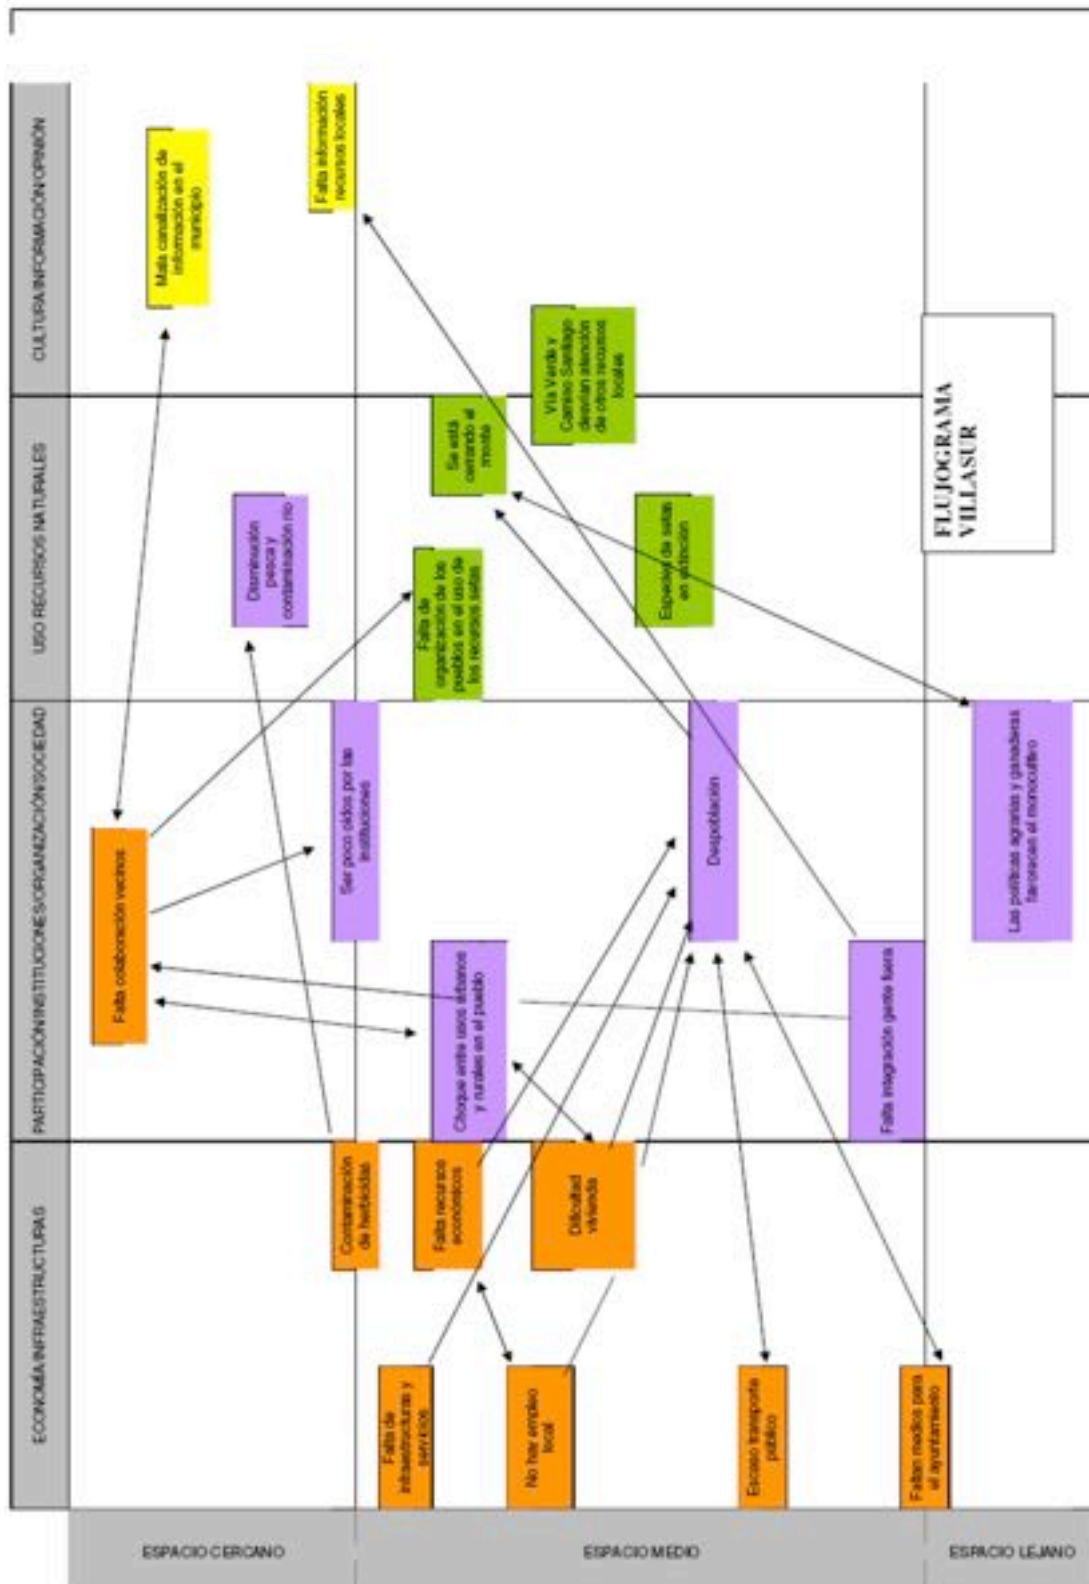 ECONOMÍA/INFRAESTRUCTURAS
PARTICIPACIÓN/INSTITUCIONES/ORGANIZACIÓN/SOCIEDAD
USO RECURSOS NATURALES
CULTURA/INFORMACIÓN/OPINIÓN
ESPACIO CERCANO
Falta colaboración vecinos
Mala canalización de
información en el
municipio
Disminución
pesca y
contaminación río
Contaminación
de herbicidas
Ser poco oídos por las
instituciones
Falta información
recursos locales
ESPACIO MEDIO
Falta de
infraestructuras y
servicios
Falta recursos
económicos
Choque entre usos urbanos
y rurales en el pueblo
Falta de
organización de los
pueblos en el uso de
los recursos setas
Se está
cerrando el
monte
No hay empleo
local
Dificultad
vivienda
Vía Verde y
Camino Santiago
desvían atención
de otros recursos
locales
Especies de setas
en extinción
Despoblación
Escaso transporte
público
Faltan medios para
el ayuntamiento
Falta integración gente fuera
ESPACIO LEJANO
Las políticas agrarias y ganaderas
favorecen el monocultivo
FLUJOGRAMA
VILLASUR